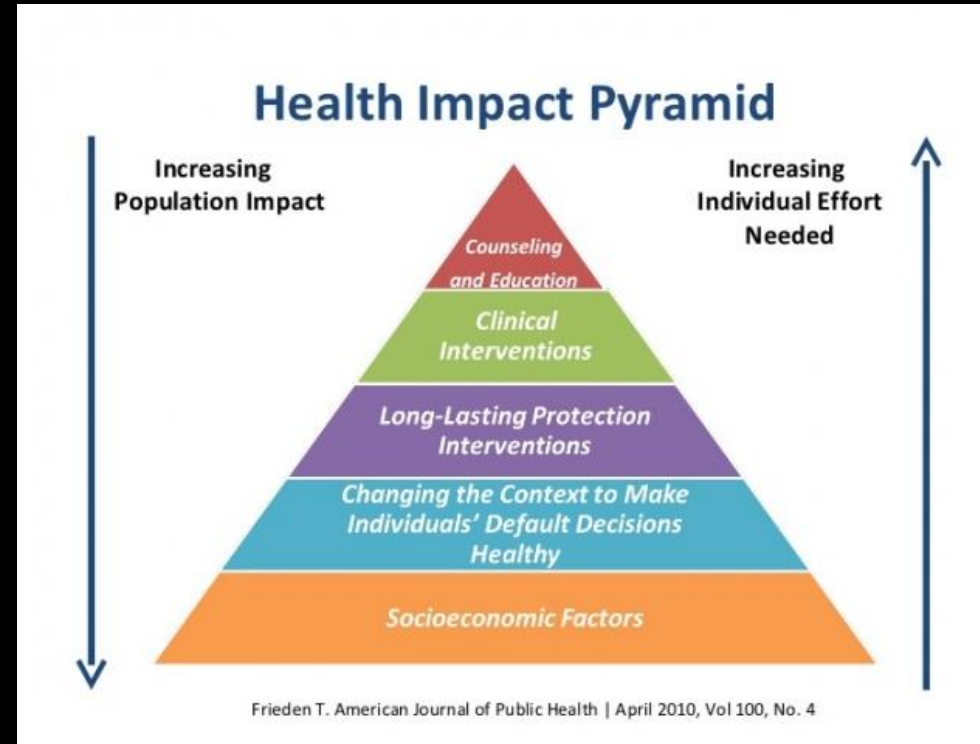 Health Impact Pyramid
Increasing
Population Impact
Increasing
Individual Effort
Needed
Counseling
and Education
Clinical
Interventions
Long-Lasting Protection
Interventions
Changing the Context to Make
Individuals' Default Decisions
Healthy
Socioeconomic Factors
Frieden T. American Journal of Public Health | April 2010, Vol 100, No. 4